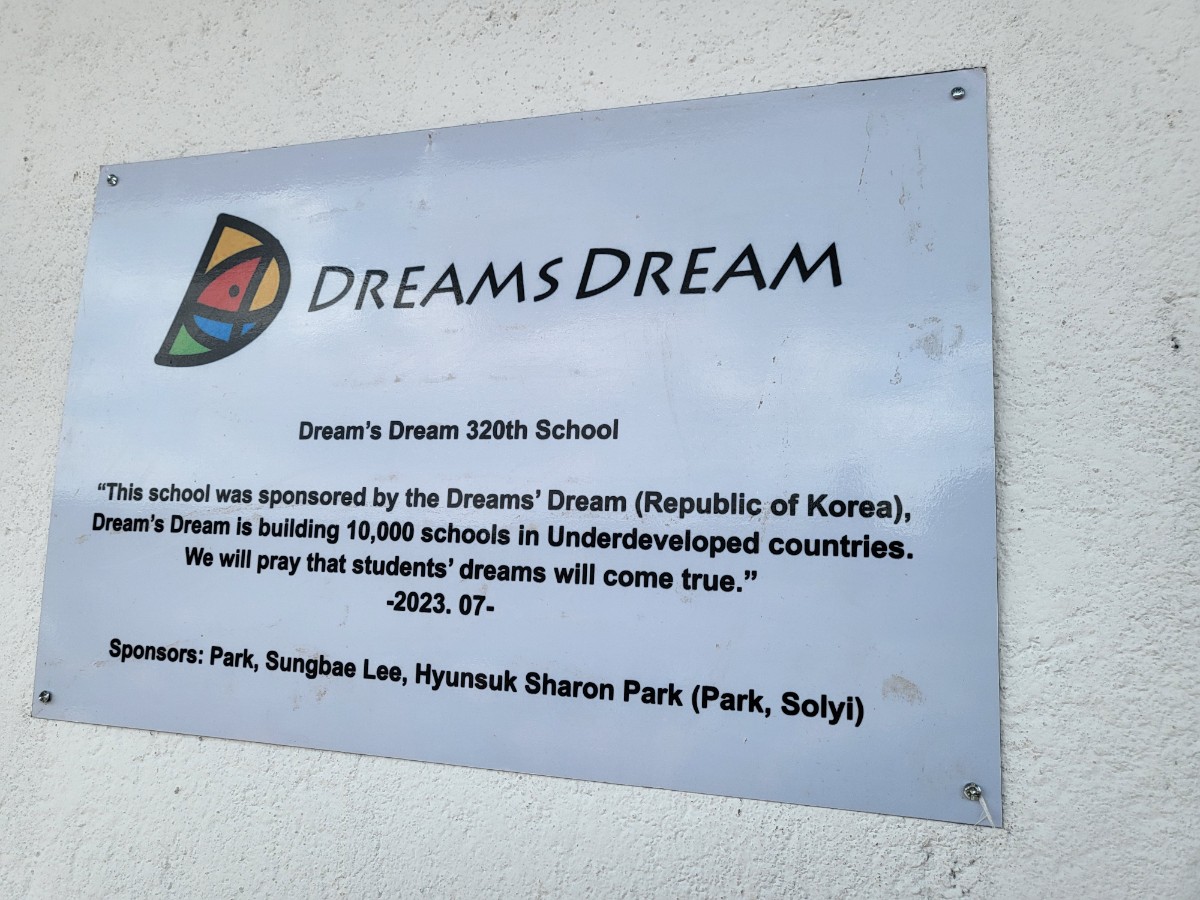 DREAMS DREAM
Dream's Dream 320th School
“This school was sponsored by the Dreams’ Dream (Republic of Korea),
Dream’s Dream is building 10,000 schools in Underdeveloped countries.
We will pray that students’ dreams will come true.”
-2023. 07-
Sponsors: Park, Sungbae Lee, Hyunsuk Sharon Park (Park, Solyi)